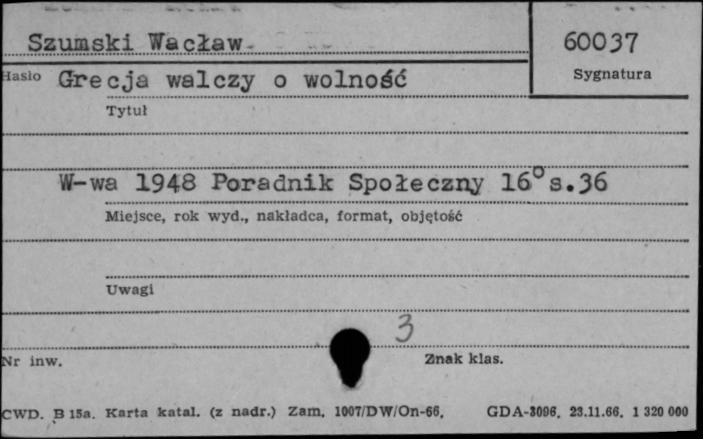 Szumski Wacław
60037
Hasło Grecja walczy o wolność
Sygnatura
Tytuł
W-wa 1948 Poradnik Społeczny 16° s.36
Miejsce, rok wyd., nakładca, format, objętość
Uwagi
3
Nr inw.
Znak klas.
CWD. B 15a. Karta katal. (z nadr.) Zam. 1007/DW/On-66. GDA-3096. 23.11.66. 1 320 000